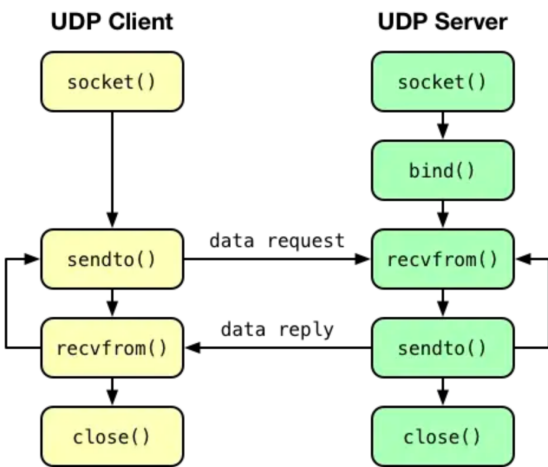 UDP Client
UDP Server
socket()
socket()
bind()
sendto()
data request
recvfrom()
recvfrom()
data reply
sendto()
close()
close()